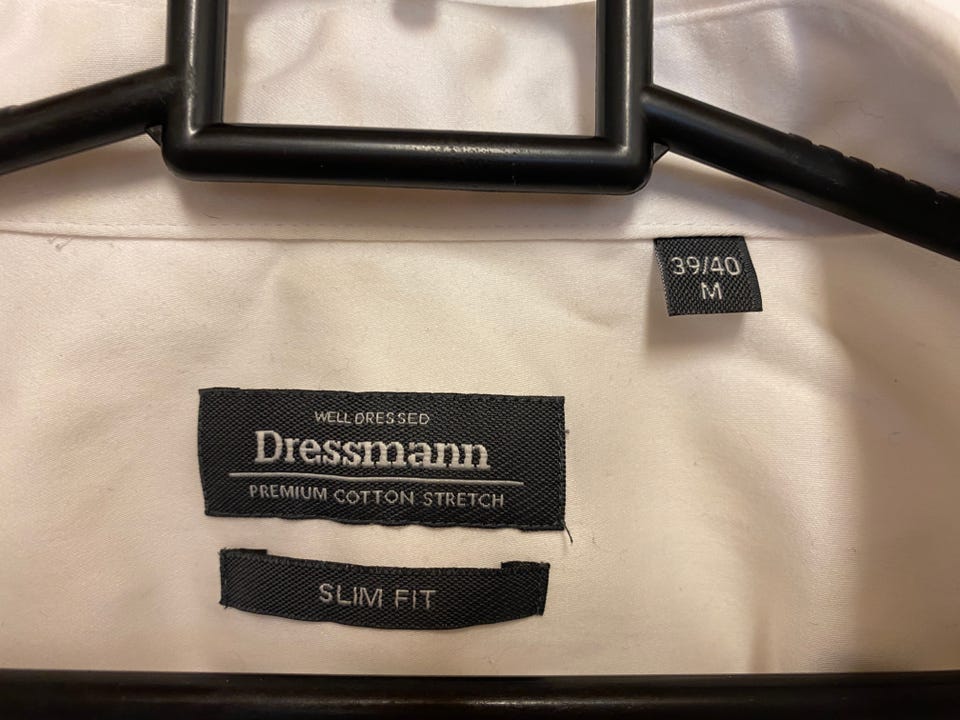 39/40
M
WELL DRESSED
Dressmann
PREMIUM COTTON STRETCH
SLIM FIT